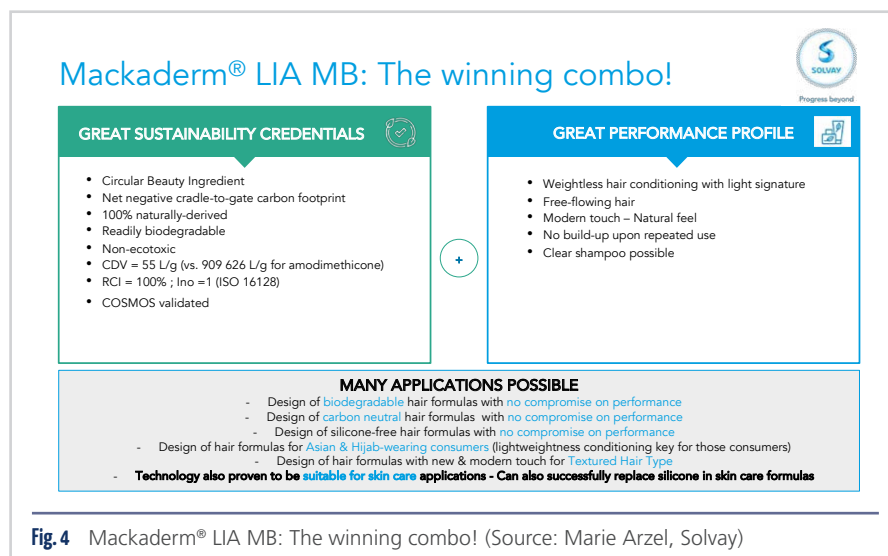 Mackaderm® LIA MB: The winning combo!
SOLVAY
Progress beyond
GREAT SUSTAINABILITY CREDENTIALS
• Circular Beauty Ingredient
• Net negative cradle-to-gate carbon footprint
• 100% naturally-derived
• Readily biodegradable
• Non-ecotoxic
• CDV = 55 L/g (vs. 909 626 L/g for amodimethicone)
• RCI = 100% ; Ino =1 (ISO 16128)
• COSMOS validated
+
GREAT PERFORMANCE PROFILE
• Weightless hair conditioning with light signature
• Free-flowing hair
• Modern touch – Natural feel
• No build-up upon repeated use
• Clear shampoo possible
MANY APPLICATIONS POSSIBLE
- Design of biodegradable hair formulas with no compromise on performance
- Design of carbon neutral hair formulas with no compromise on performance
- Design of silicone-free hair formulas with no compromise on performance
- Design of hair formulas for Asian & Hijab-wearing consumers (lightweightness conditioning key for those consumers)
- Design of hair formulas with new & modern touch for Textured Hair Type
- Technology also proven to be suitable for skin care applications - Can also successfully replace silicone in skin care formulas
Fig. 4 Mackaderm® LIA MB: The winning combo! (Source: Marie Arzel, Solvay)